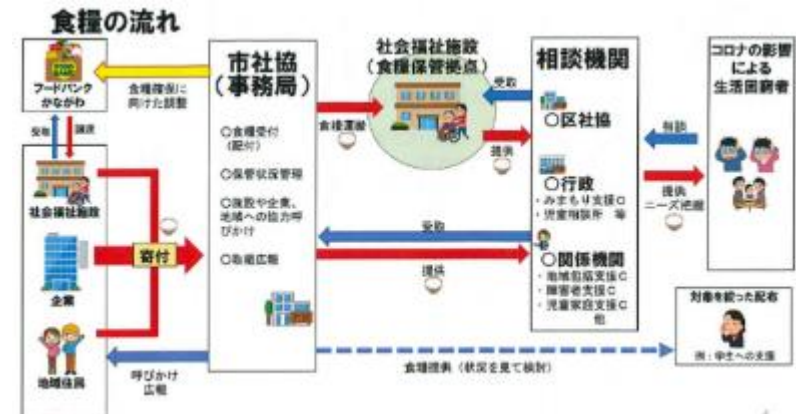 食糧の流れ
フードバンク
かながわ
受取
譲渡
社会福祉施設
企業
地域住民
寄付
食糧確保に
向けた調整
呼びかけ
広報
市社協
(事務局)
○食糧受付
(配付)
○保管状況管理
○施設や企業、
地域への協力呼
びかけ
○取組広報
食糧運搬
社会福祉施設
(食糧保管拠点)
受取
提供
受取
提供
相談機関
○区社協
○行政
・みまもり支援C
・児童相談所 等
○関係機関
・地域包括支援C
・障害者支援C
・児童家庭支援C
他
相談
提供
ニーズ把握
コロナの影響
による
生活困窮者
対象を絞った配布
例:学生への支援
食糧提供(状況を見て検討)